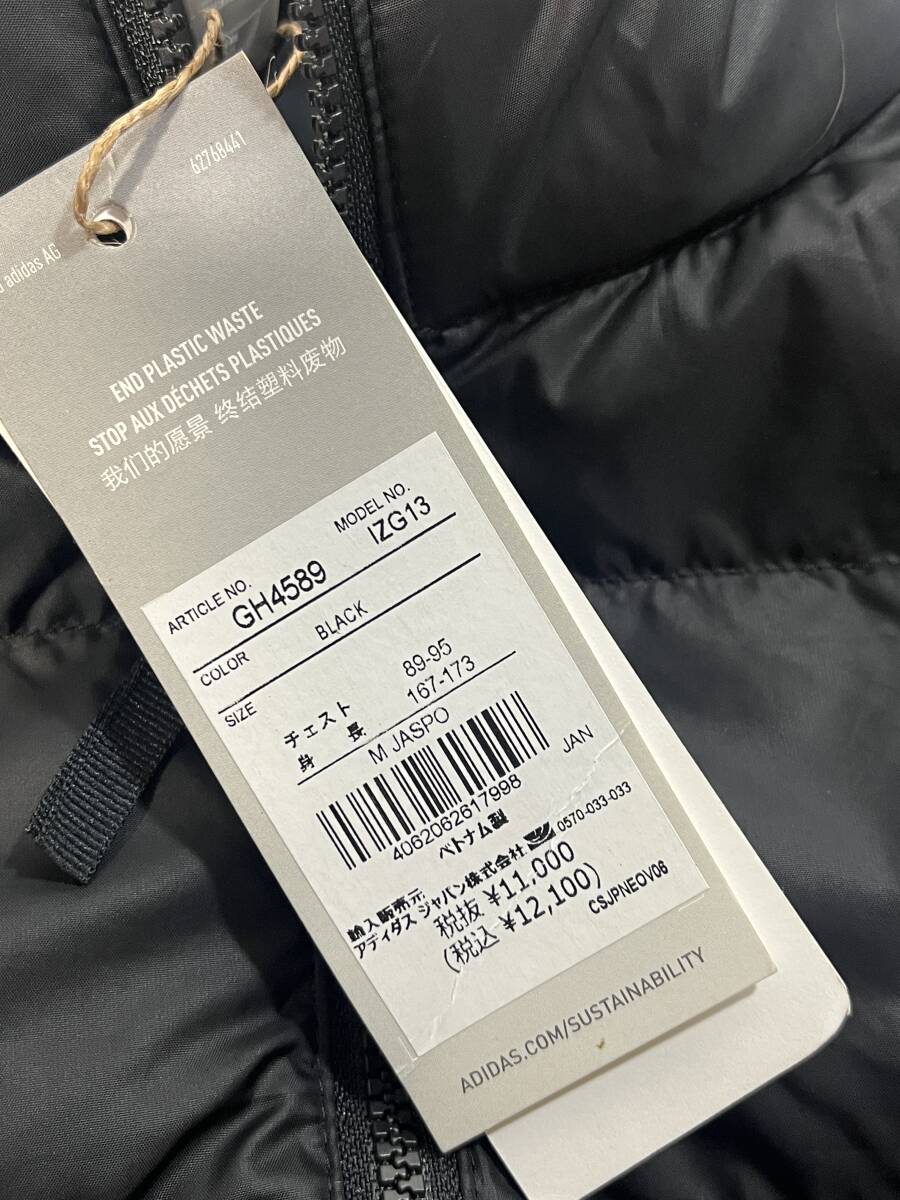 62768441
adidas AG
END PLASTIC WASTE
STOP AUX DÉCHETS PLASTIQUES
我们的愿景 终结塑料废物
ARTICLE NO. MODEL NO.
GH4589 IZG13
COLOR BLACK
SIZE
チェスト 89-95
身長 167-173
M JASPO
JAN
4062062617998
ベトナム製
輸入販売元
アディダス ジャパン株式会社 0570-033-033
税抜 ¥11,000
(税込 ¥12,100)
CSJPNEOV06
ADIDAS.COM/SUSTAINABILITY